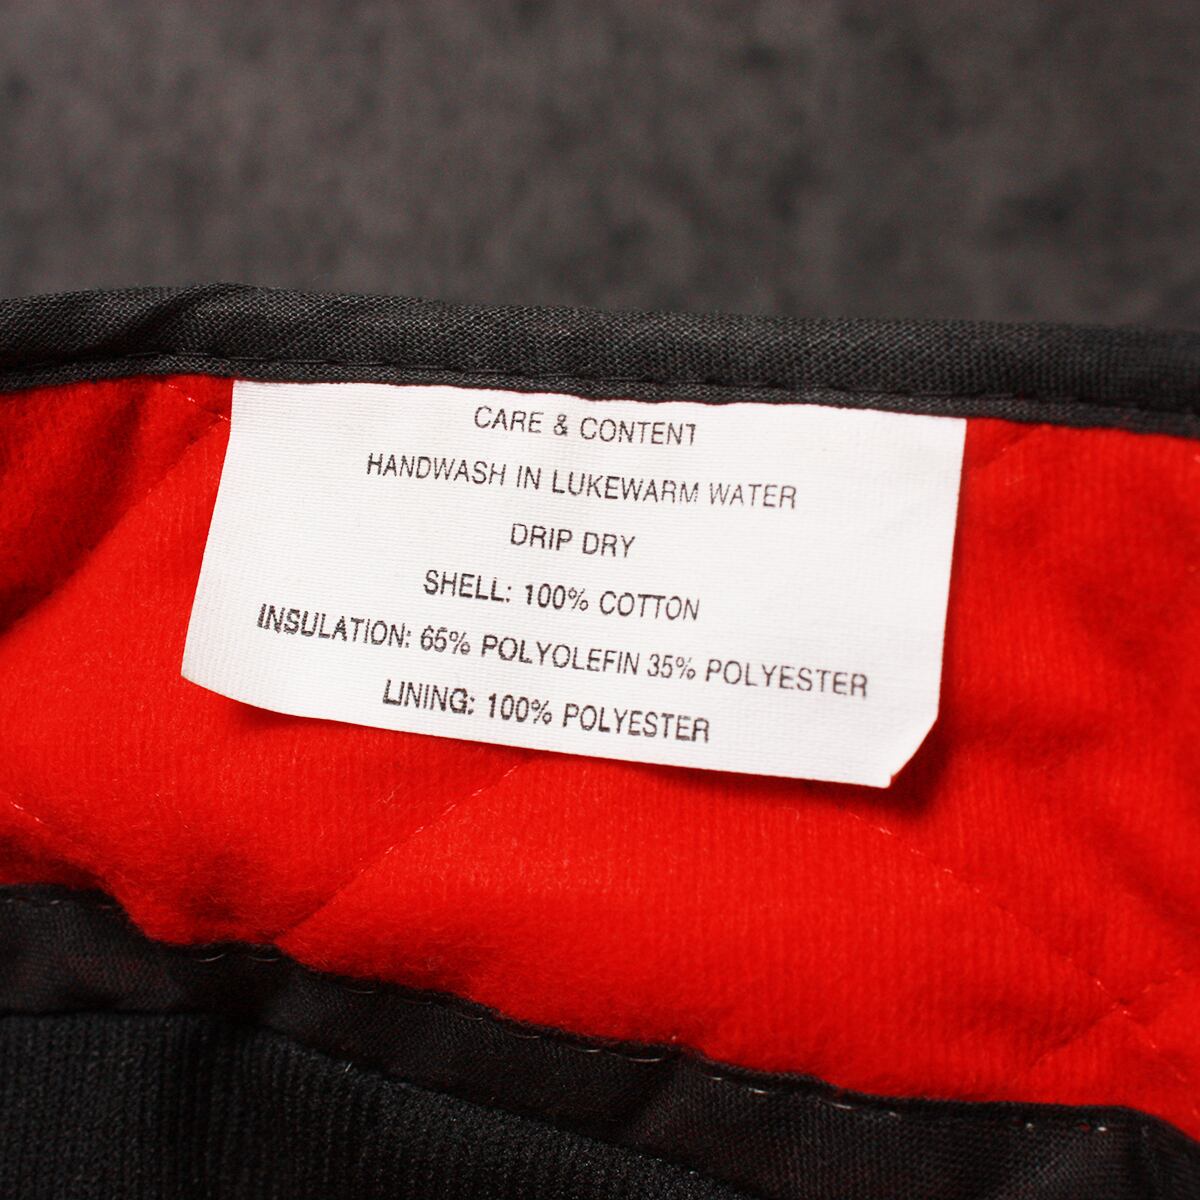 CARE & CONTENT
HANDWASH IN LUKEWARM WATER
DRIP DRY
SHELL: 100% COTTON
INSULATION: 65% POLYOLEFIN 35% POLYESTER
LINING: 100% POLYESTER